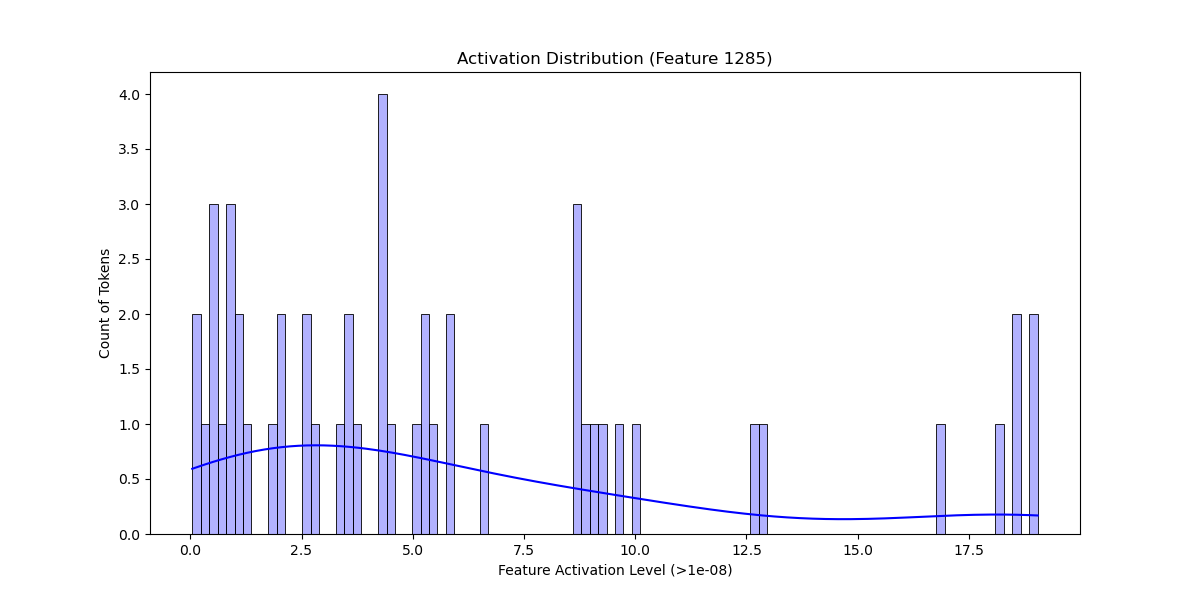 Activation Distribution (Feature 1285)
4.0
3.5
3.0
2.5
2.0
1.5
1.0
0.5
0.0
Count of Tokens
0.0 2.5 5.0 7.5 10.0 12.5 15.0 17.5
Feature Activation Level (>1e-08)